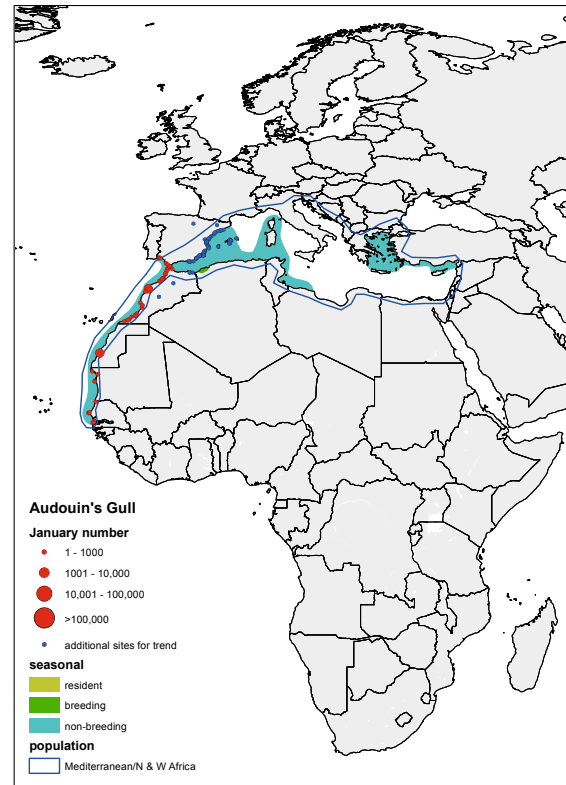 Audouin's Gull
January number
1 - 1000
1001 - 10,000
10,001 - 100,000
>100,000
additional sites for trend
seasonal
resident
breeding
non-breeding
population
Mediterranean/N & W Africa